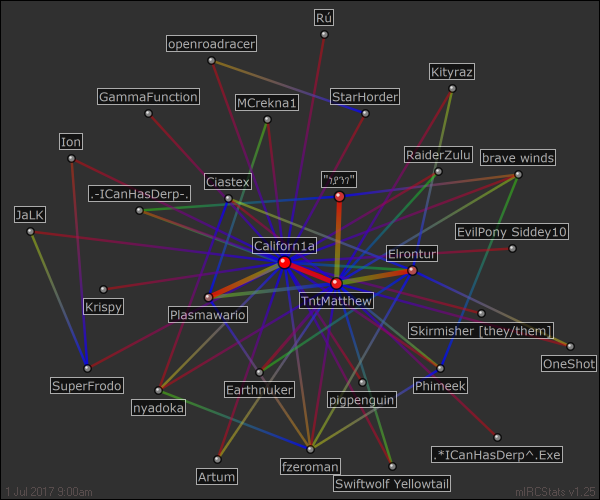 Rú
openroadracer
Kityraz
GammaFunction
MCrekna1
StarHorder
Ion
RaiderZulu
brave winds
.-ICanHasDerp-.
Ciastex
JaLK
EvilPony Siddey10
Californ1a
Elrontur
TntMatthew
Krispy
Plasmawario
Skirmisher [they/them]
OneShot
SuperFrodo
Earthnuker
Phimeek
nyadoka
pigpenguin
.*ICanHasDerp^.Exe
Artum
fzeroman
Swiftwolf Yellowtail
1 Jul 2017 9:00am
mIRCStats v1.25